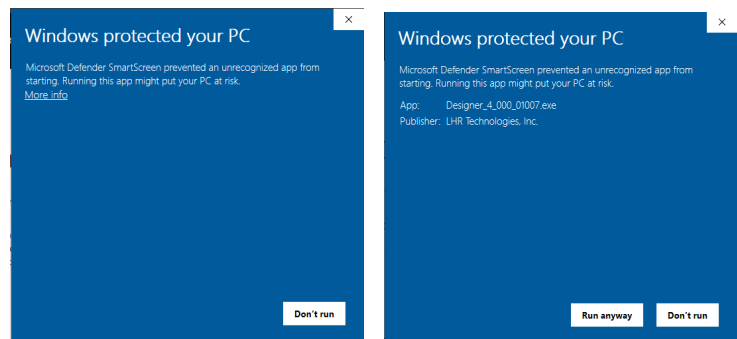 Windows protected your PC
Microsoft Defender SmartScreen prevented an unrecognized app from
starting. Running this app might put your PC at risk.
More info
Don't run
Windows protected your PC
Microsoft Defender SmartScreen prevented an unrecognized app from
starting. Running this app might put your PC at risk.
App: Designer_4_000_01007.exe
Publisher: LHR Technologies, Inc.
Run anyway Don't run